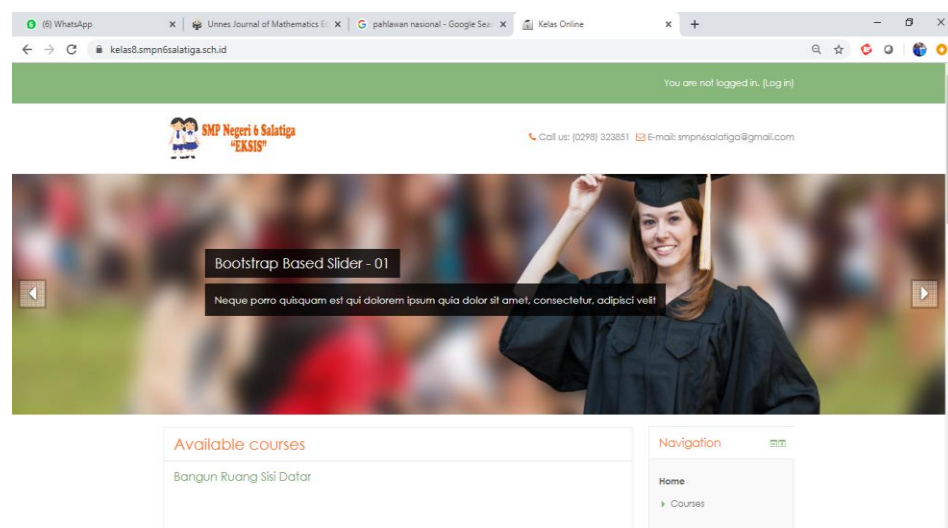 (6) WhatsApp
Unnes Journal of Mathematics Ec
pahlawan nasional - Google Sear
Kelas Online
kelas8.smpn6salatiga.sch.id
You are not logged in. (Log in)
SMP Negeri 6 Salatiga
"EKSIS"
Call us: (0298) 323851 E-mail: smpn6salatiga@gmail.com
Bootstrap Based Slider - 01
Neque porro quisquam est qui dolorem ipsum quia dolor sit amet, consectetur, adipisci velit
Available courses
Navigation
Bangun Ruang Sisi Datar
Home
Courses